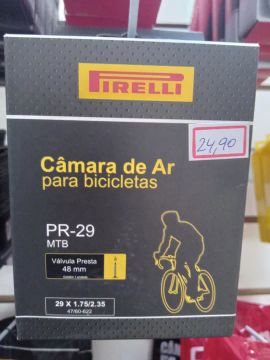 PIRELLI
24,90
Câmara de Ar
para bicicletas
PR-29
MTB
Válvula Presta
48 mm
29 X 1.75/2.35
47/60-622